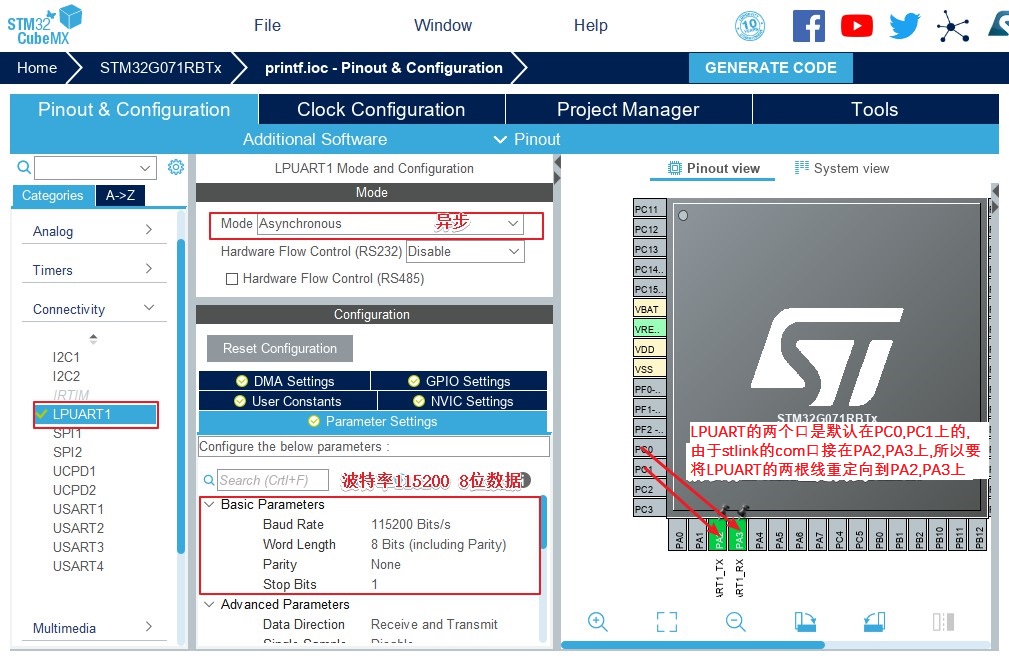 STM32
CubeMX
File
Window
Help
10
Home
STM32G071RBTx
printf.ioc - Pinout & Configuration
GENERATE CODE
Pinout & Configuration
Clock Configuration
Project Manager
Tools
Additional Software
Pinout
Categories
A->Z
Analog
Timers
Connectivity
I2C1
I2C2
IRTIM
LPUART1
SPI1
SPI2
UCPD1
UCPD2
USART1
USART2
USART3
USART4
Multimedia
LPUART1 Mode and Configuration
Mode
Mode Asynchronous 异步
Hardware Flow Control (RS232) Disable
Hardware Flow Control (RS485)
Configuration
Reset Configuration
DMA Settings
GPIO Settings
User Constants
NVIC Settings
Parameter Settings
Configure the below parameters :
Search (Crtl+F)
波特率115200 8位数据
Basic Parameters
Baud Rate 115200 Bits/s
Word Length 8 Bits (including Parity)
Parity None
Stop Bits 1
Advanced Parameters
Data Direction Receive and Transmit
Single Sample Disable
Pinout view
System view
PC11
PC12
PC13
PC14..
PC15..
VBAT
VRE..
VDD
VSS
PF0-..
PF1-..
PF2 -..
PC0
PC1
PC2
PC3
STM32G071RBTx
LPUART的两个口是默认在PC0,PC1上的,
由于stlink的com口接在PA2,PA3上,所以要
将LPUART的两根线重定向到PA2,PA3上
PA0
PA1
PA2
PA3
PA4
PA5
PA6
PA7
PC4
PC5
PB0
PB1
PB2
PB10
PB11
PB12
ART1_TX
ART1_RX